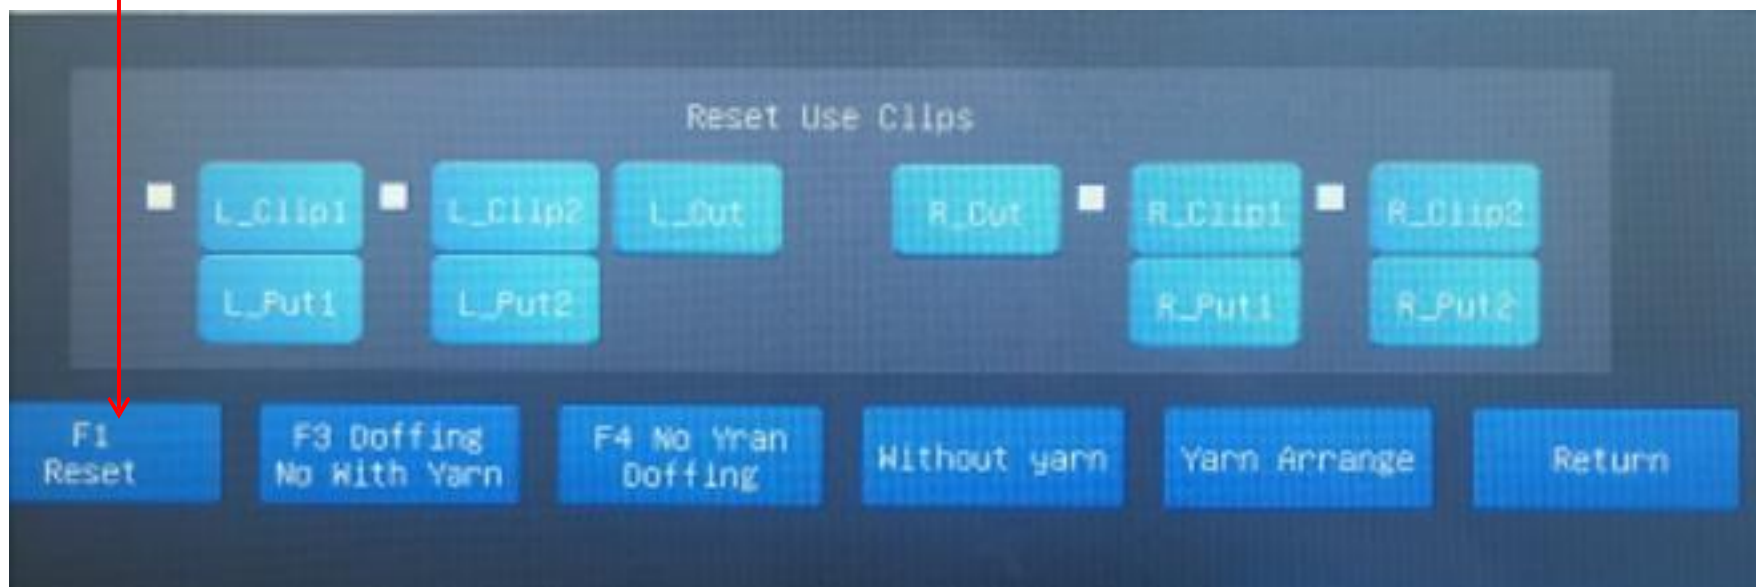 Reset Use Clips
L_Clip1
L_Clip2
L_Cut
R_Cut
R_Clip1
R_Clip2
L_Put1
L_Put2
R_Put1
R_Put2
F1
Reset
F3 Doffing
No With Yarn
F4 No Yran
Doffing
Without yarn
Yarn Arrange
Return